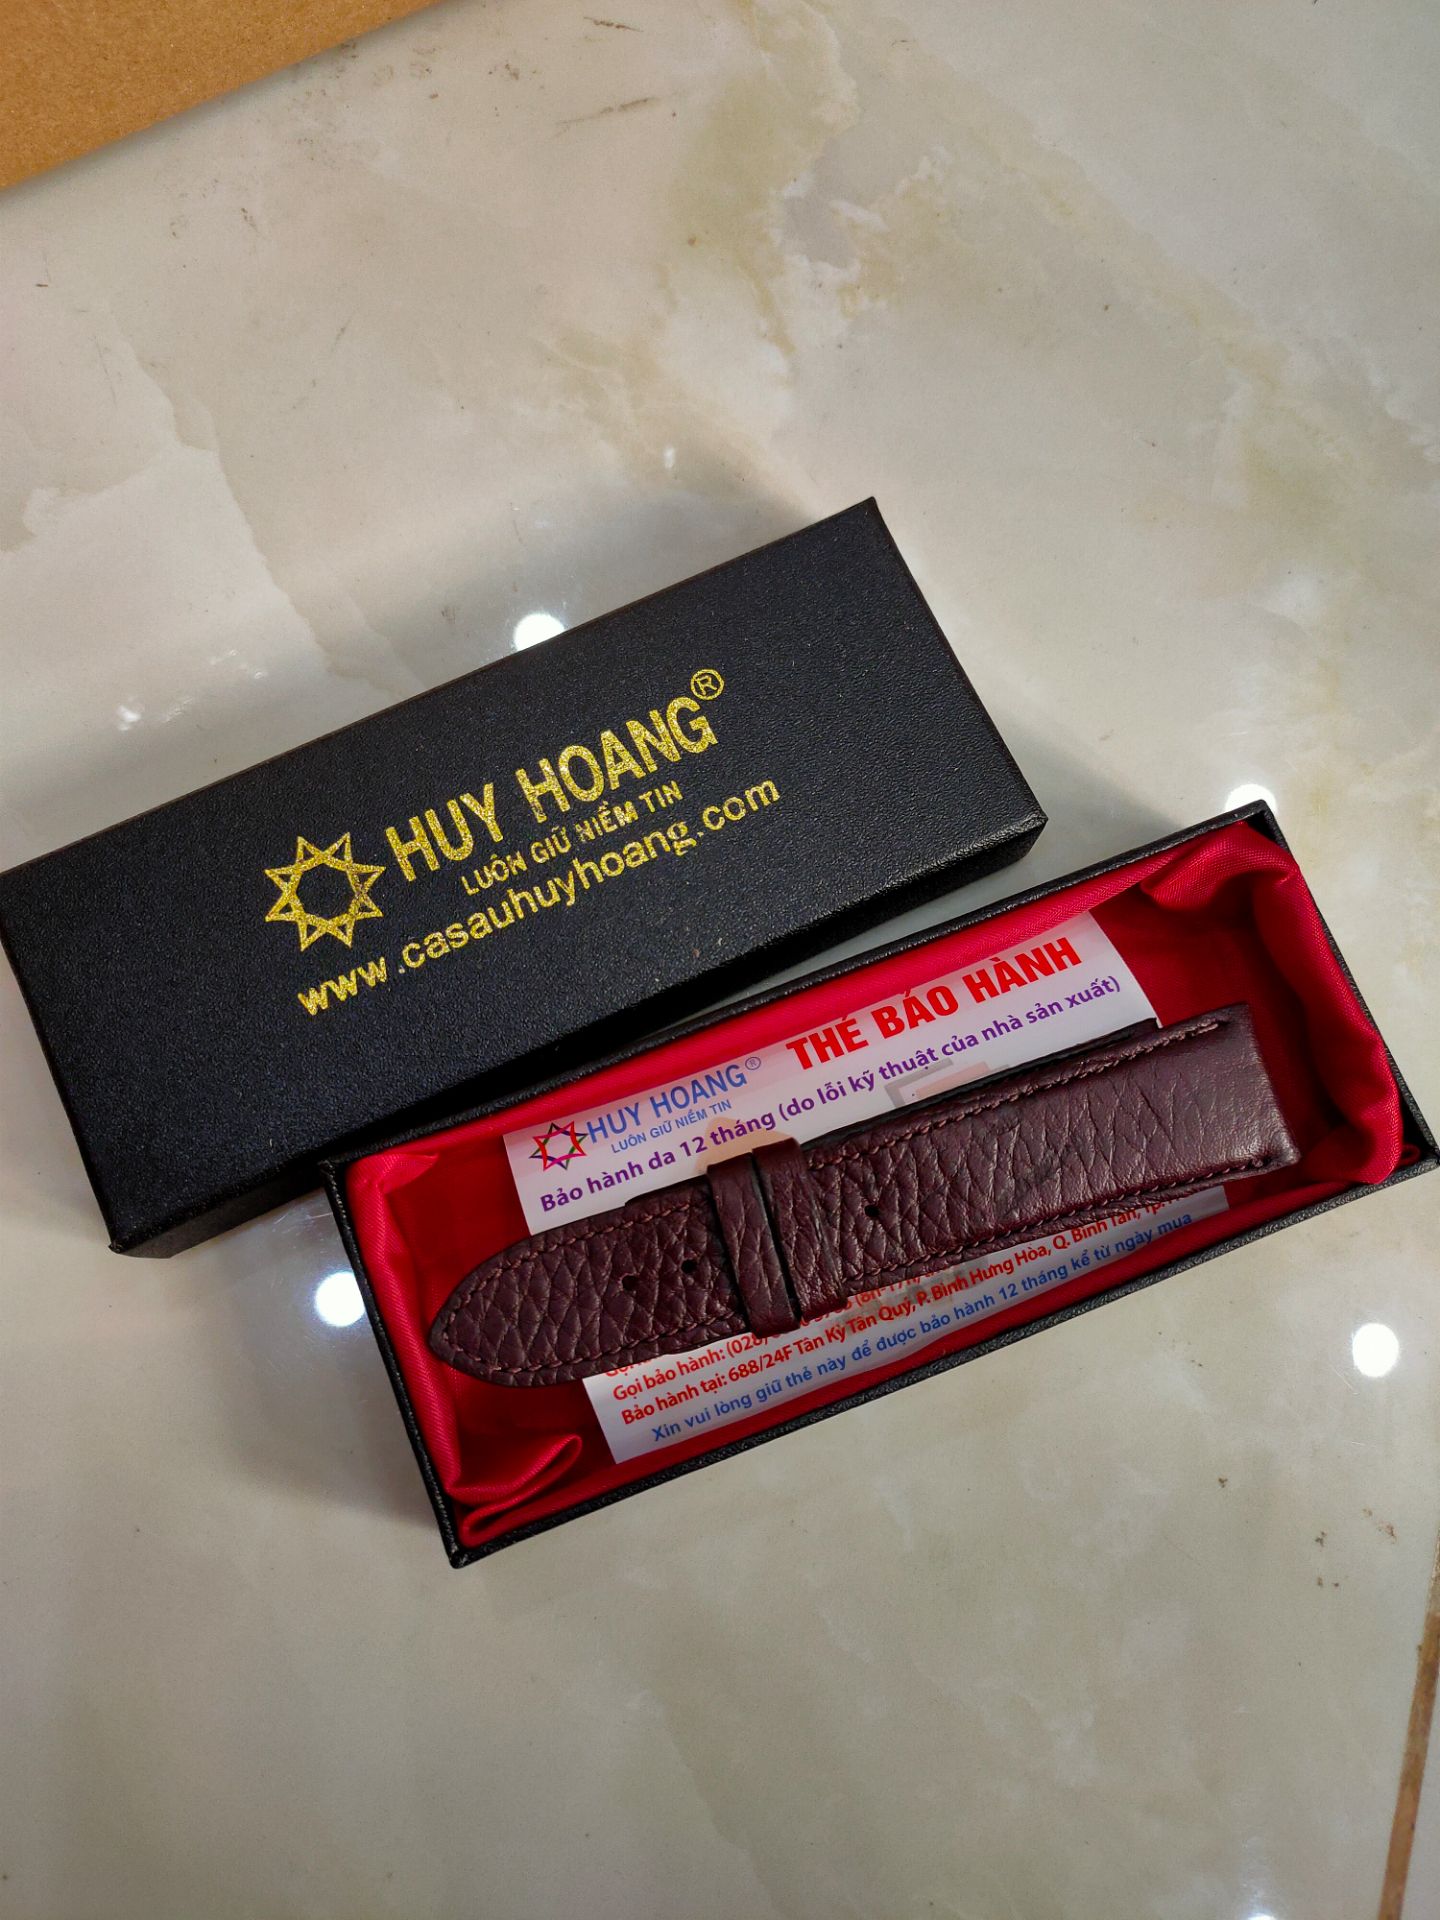 HUY HOANG®
LUÔN GIỮ NIỀM TIN
www.casauhuyhoang.com
HUY HOANG®
LUÔN GIỮ NIỀM TIN
THẺ BẢO HÀNH
Bảo hành da 12 tháng (do lỗi kỹ thuật của nhà sản xuất)
Gọi bảo hành: (028)
Bảo hành tại: 688/24F Tân Kỳ Tân Quý, P. Bình Hưng Hòa, Q. Bình Tân,
Xin vui lòng giữ thẻ này để được bảo hành 12 tháng kể từ ngày mua